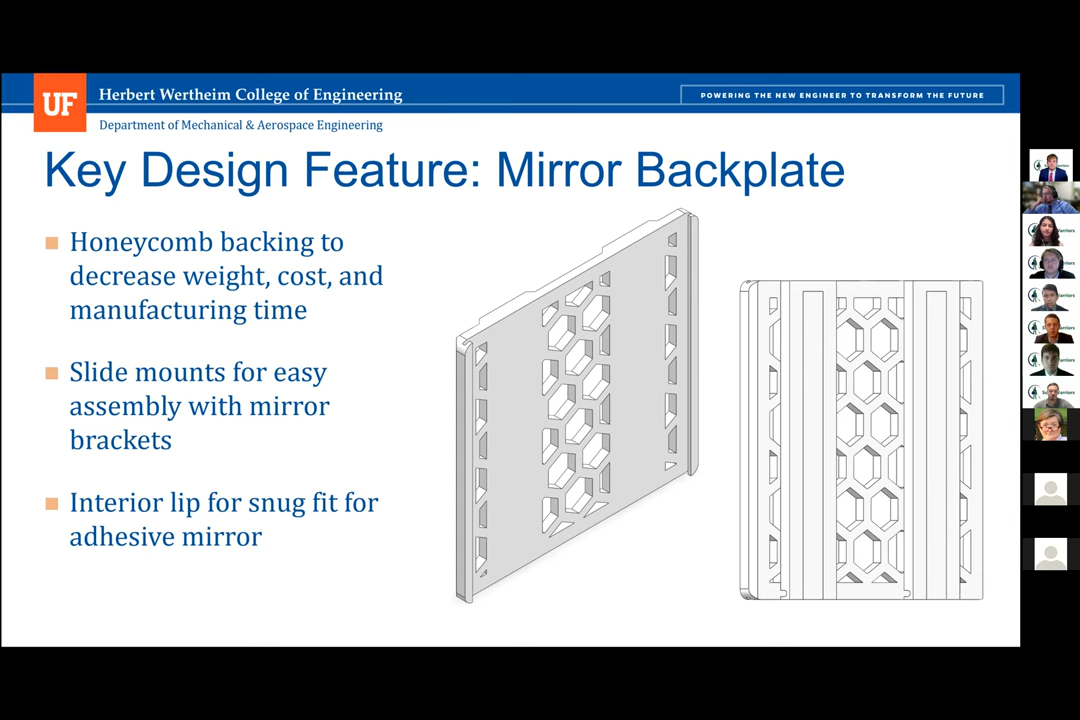 UF
Herbert Wertheim College of Engineering
POWERING THE NEW ENGINEER TO TRANSFORM THE FUTURE
Department of Mechanical & Aerospace Engineering
Key Design Feature: Mirror Backplate
Honeycomb backing to
decrease weight, cost, and
manufacturing time
Slide mounts for easy
assembly with mirror
brackets
Interior lip for snug fit for
adhesive mirror